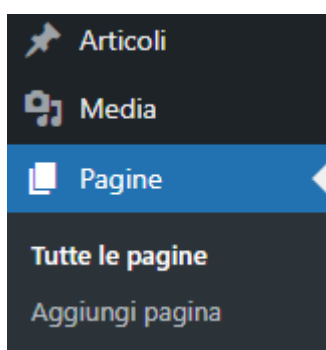 Articoli
Media
Pagine
Tutte le pagine
Aggiungi pagina